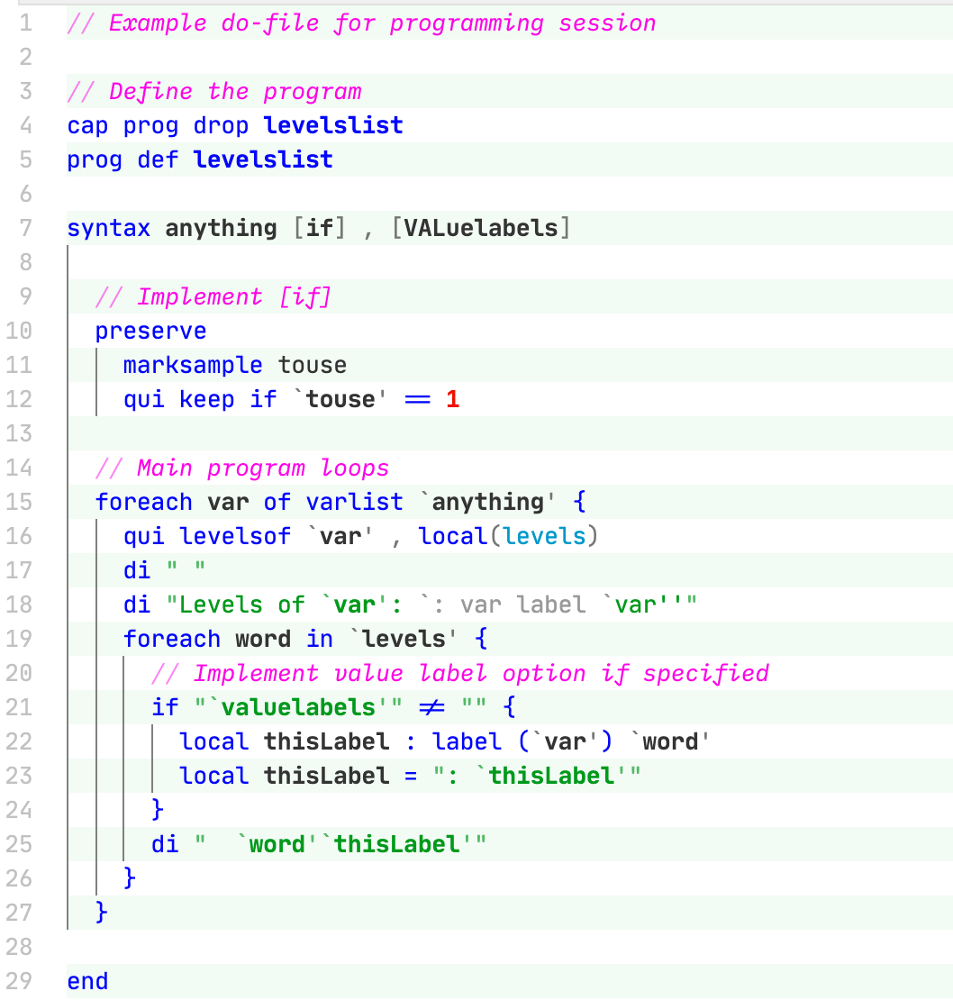 1 // Example do-file for programming session
2
3 // Define the program
4 cap prog drop levelslist
5 prog def levelslist
6
7 syntax anything [if] , [VALuelabels]
8
9   // Implement [if]
10   preserve
11     marksample touse
12     qui keep if `touse' == 1
13
14   // Main program loops
15   foreach var of varlist `anything' {
16     qui levelsof `var' , local(levels)
17     di " "
18     di "Levels of `var': `: var label `var''"
19     foreach word in `levels' {
20       // Implement value label option if specified
21       if "`valuelabels'" != "" {
22         local thisLabel : label (`var') `word'
23         local thisLabel = ": `thisLabel'"
24       }
25       di "  `word'`thisLabel'"
26     }
27   }
28
29 end